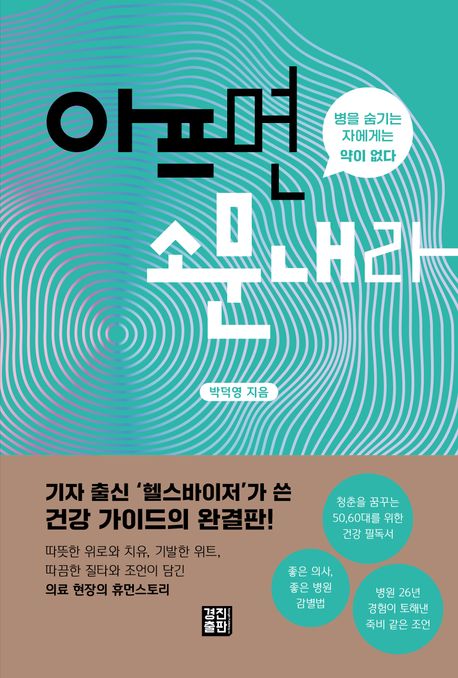 아프면
소문내라
병을 숨기는
자에게는
약이 없다
박덕영 지음
기자 출신 ‘헬스바이저’가 쓴
건강 가이드의 완결판!
따뜻한 위로와 치유, 기발한 위트,
따끔한 질타와 조언이 담긴
의료 현장의 휴먼스토리
청춘을 꿈꾸는
50,60대를 위한
건강 필독서
좋은 의사,
좋은 병원
감별법
병원 26년
경험이 토해낸
죽비 같은 조언
경진
출판